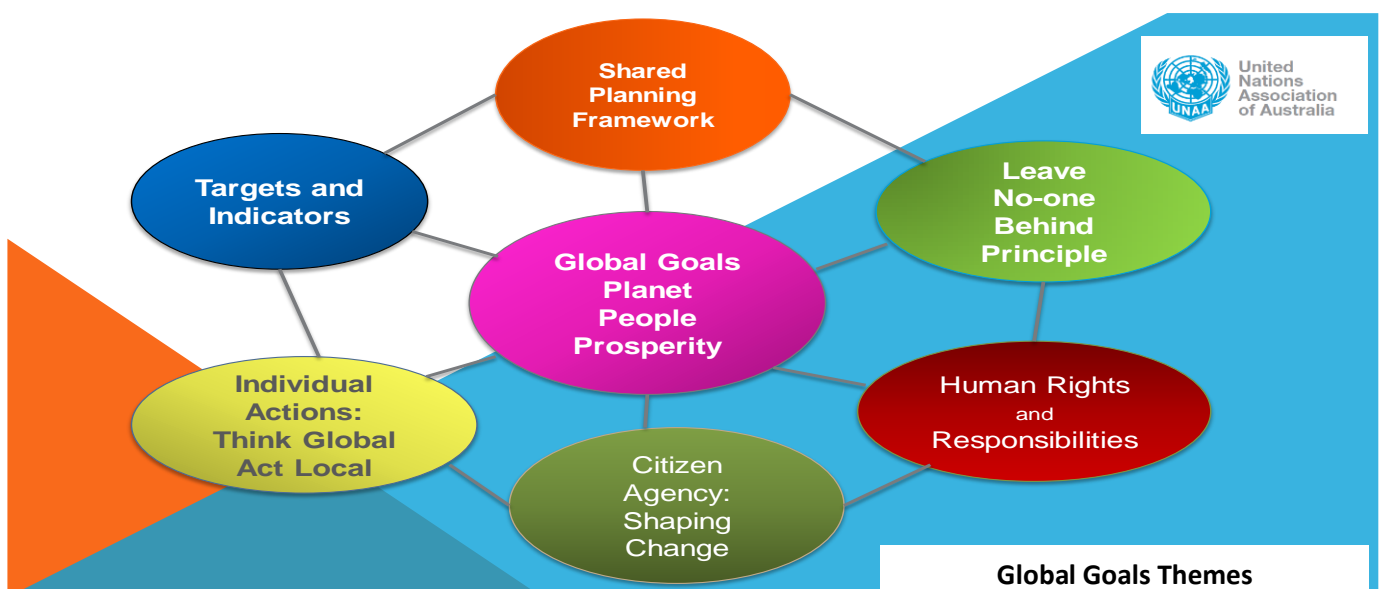 Shared
Planning
Framework
United
Nations
Association
of Australia
UNAA
Targets and
Indicators
Leave
No-one
Behind
Principle
Global Goals
Planet
People
Prosperity
Individual
Actions:
Think Global
Act Local
Human Rights
and
Responsibilities
Citizen
Agency:
Shaping
Change
Global Goals Themes